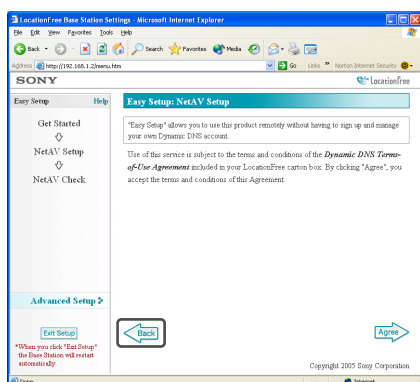 LocationFree Base Station Settings - Microsoft Internet Explorer
File Edit View Favorites Tools Help
Back Search Favorites Media
Address http://192.168.1.2/menu.htm Go Links » Norton Internet Security
SONY LocationFree
Easy Setup Help
Easy Setup: NetAV Setup
Get Started
NetAV Setup
NetAV Check
"Easy Setup" allows you to use this product remotely without having to sign up and manage
your own Dynamic DNS account.
Use of this service is subject to the terms and conditions of the Dynamic DNS Terms-
of-Use Agreement included in your LocationFree carton box. By clicking "Agree", you
accept the terms and conditions of this Agreement.
Advanced Setup
Exit Setup
*When you click "Exit Setup"
the Base Station will restart
automatically.
Back
Agree
Copyright 2005 Sony Corporation
Done Internet